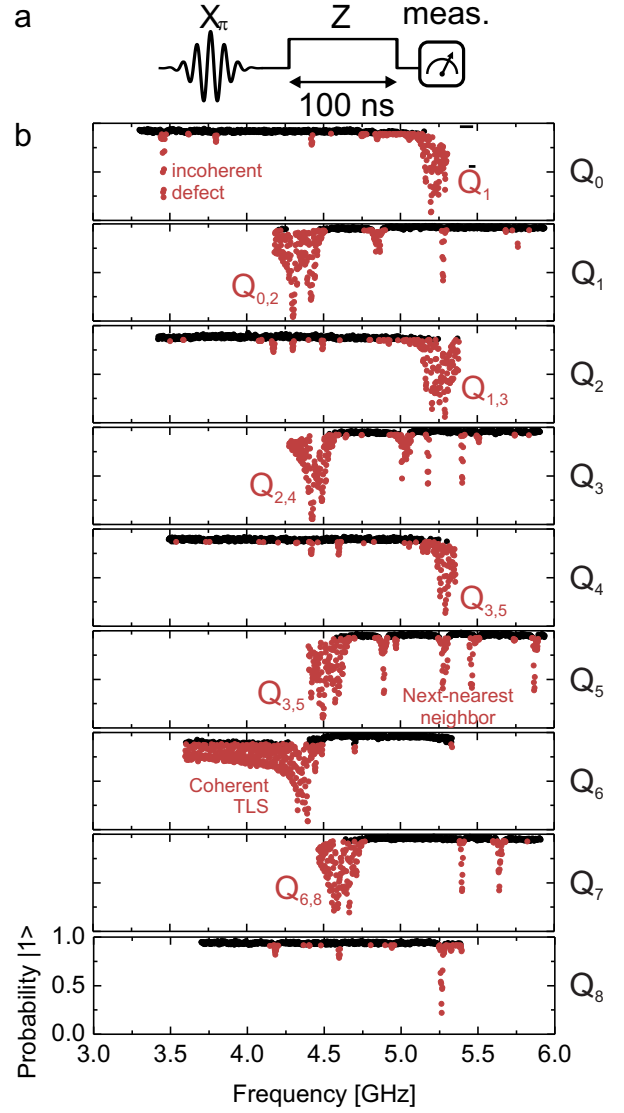 a
Xπ Z meas.
100 ns
b
incoherent
defect
Q̄1
Q0
Q0,2
Q1
Q1,3
Q2
Q2,4
Q3
Q3,5
Q4
Q3,5
Next-nearest
neighbor
Q5
Coherent
TLS
Q6
Q6,8
Q7
Q8
Probability |1>
1.0
0.5
0.0
3.0 3.5 4.0 4.5 5.0 5.5 6.0
Frequency [GHz]